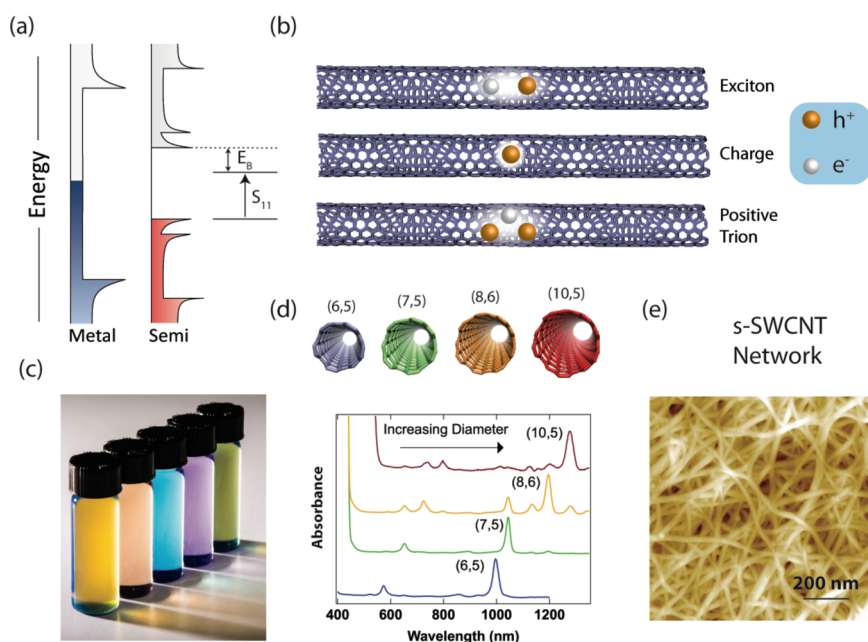 (a)
Energy
Metal
Semi
E_B
S_11
(b)
Exciton
Charge
Positive
Trion
h⁺
e⁻
(c)
(d)
(6,5)
(7,5)
(8,6)
(10,5)
Increasing Diameter
(10,5)
(8,6)
(7,5)
(6,5)
Absorbance
400
600
800
1000
1200
Wavelength (nm)
(e)
s-SWCNT
Network
200 nm